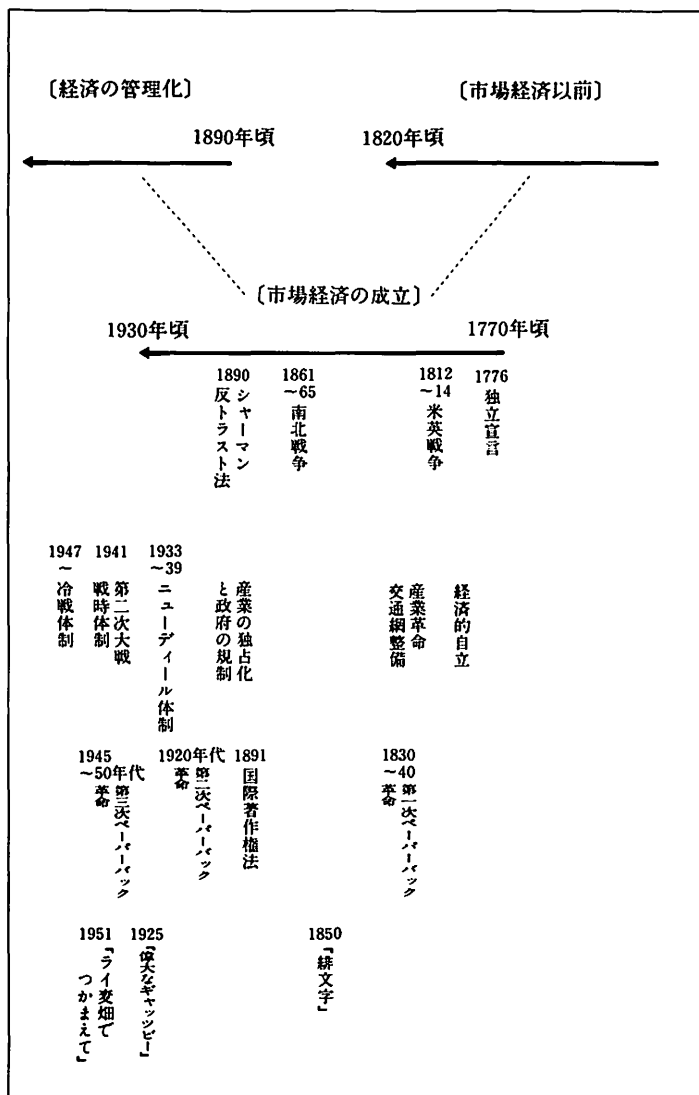 〔経済の管理化〕
〔市場経済以前〕
1890年頃
1820年頃
〔市場経済の成立〕
1930年頃
1770年頃
1890
シャーマン
反トラスト法
1861
～65
南北戦争
1812
～14
米英戦争
1776
独立宣言
1947
～
冷戦体制
1941
第二次大戦
戦時体制
1933
～39
ニューディール体制
産業の独占化
と政府の規制
産業革命
交通網整備
経済的自立
1945
～50年代
第三次ペーパーバック
革命
1920年代
第二次ペーパーバック
革命
1891
国際著作権法
1830
～40
第一次ペーパーバック
革命
1951
『ライ麦畑で
つかまえて』
1925
『偉大なギャッツビー』
1850
『緋文字』